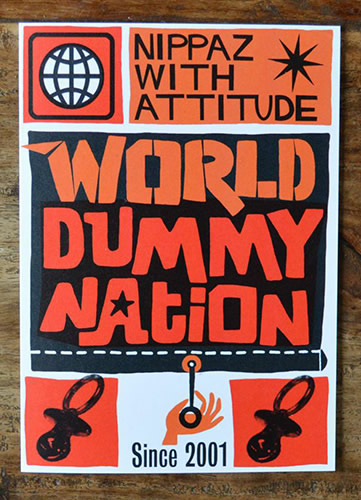 NIPPAZ
WITH
ATTITUDE
WORLD
DUMMY
NATION
Since 2001